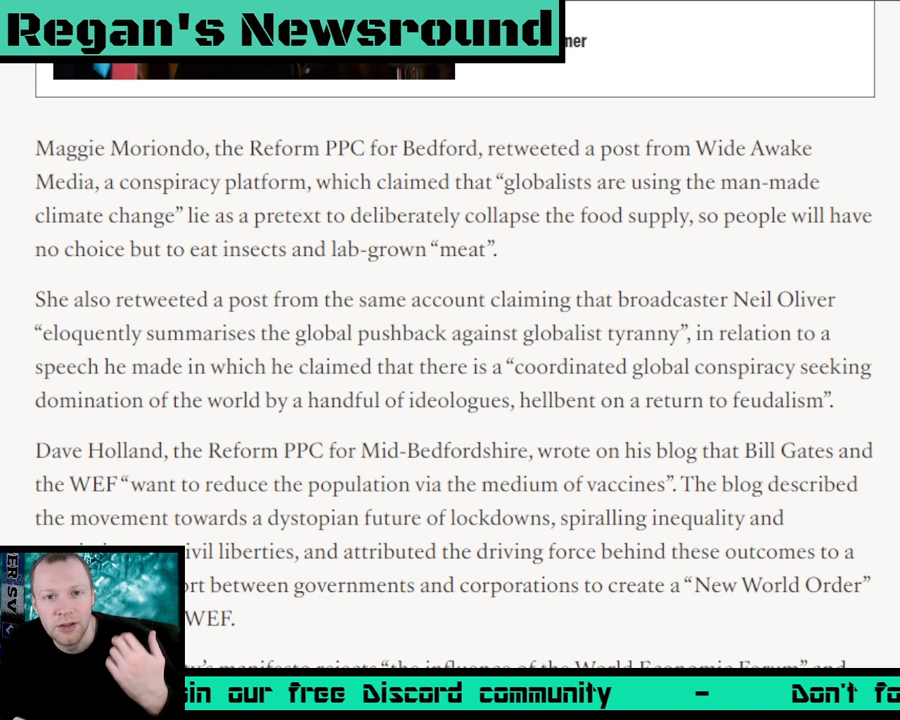 Regan's Newsround
Maggie Moriondo, the Reform PPC for Bedford, retweeted a post from Wide Awake
Media, a conspiracy platform, which claimed that “globalists are using the man-made
climate change” lie as a pretext to deliberately collapse the food supply, so people will have
no choice but to eat insects and lab-grown “meat”.
She also retweeted a post from the same account claiming that broadcaster Neil Oliver
“eloquently summarises the global pushback against globalist tyranny”, in relation to a
speech he made in which he claimed that there is a “coordinated global conspiracy seeking
domination of the world by a handful of ideologues, hellbent on a return to feudalism”.
Dave Holland, the Reform PPC for Mid-Bedfordshire, wrote on his blog that Bill Gates and
the WEF “want to reduce the population via the medium of vaccines”. The blog described
the movement towards a dystopian future of lockdowns, spiralling inequality and
liberties, and attributed the driving force behind these outcomes to a
between governments and corporations to create a “New World Order”
WEF.
manifesto rejects “the influence of the World Economic Forum” and
our free Discord community - Don't